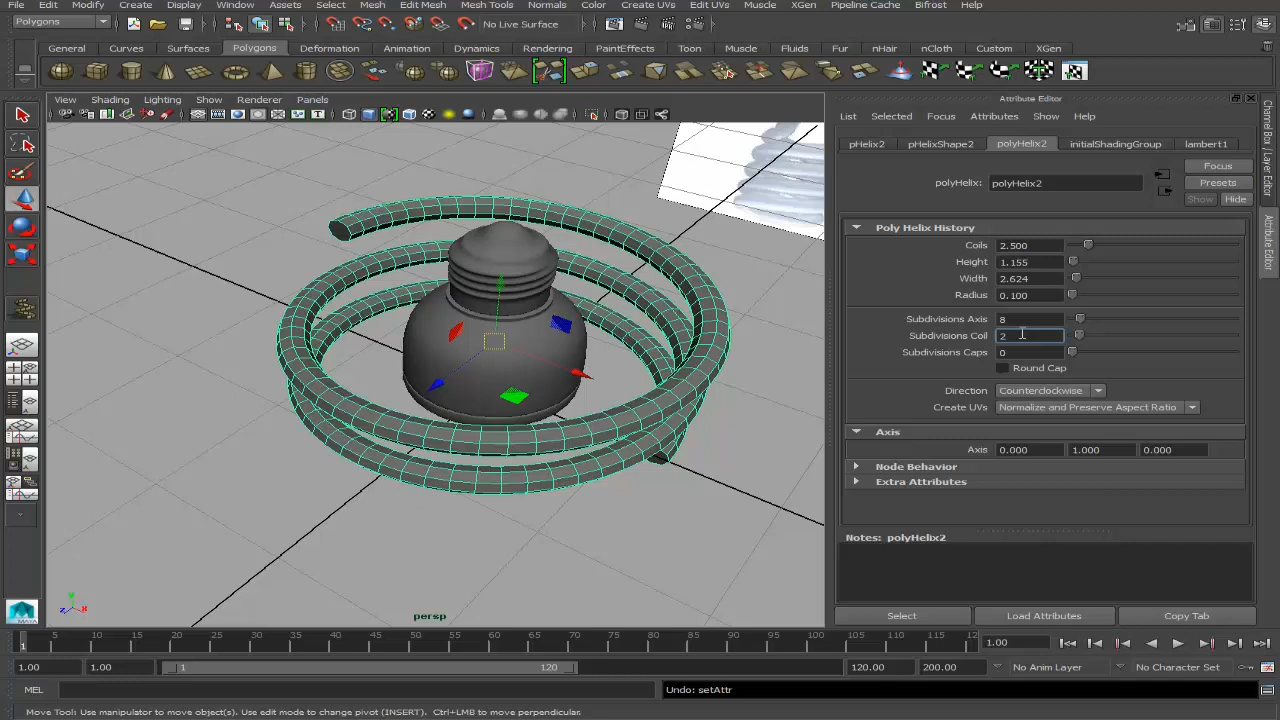 File Edit Modify Create Display Window Assets Select Mesh Edit Mesh Mesh Tools Normals Color Create UVs Edit UVs Muscle XGen Pipeline Cache Bifrost Help
Polygons No Live Surface
General Curves Surfaces Polygons Deformation Animation Dynamics Rendering PaintEffects Toon Muscle Fluids Fur nHair nCloth Custom XGen
View Shading Lighting Show Renderer Panels
Attribute Editor
List Selected Focus Attributes Show Help
pHelix2 pHelixShape2 polyHelix2 initialShadingGroup lambert1
Focus
polyHelix: polyHelix2 Presets
Show Hide
Poly Helix History
Coils 2.500
Height 1.155
Width 2.624
Radius 0.100
Subdivisions Axis 8
Subdivisions Coil 2
Subdivisions Caps 0
Round Cap
Direction Counterclockwise
Create UVs Normalize and Preserve Aspect Ratio
Axis
Axis 0.000 1.000 0.000
Node Behavior
Extra Attributes
Notes: polyHelix2
Select Load Attributes Copy Tab
Channel Box / Layer Editor
Attribute Editor
y
z x
persp
MAYA
5 10 15 20 25 30 35 40 45 50 55 60 65 70 75 80 85 90 95 100 105 110 115 12
1 1.00
1.00 1.00 1 120 120.00 200.00 No Anim Layer No Character Set
MEL Undo: setAttr
Move Tool: Use manipulator to move object(s). Use edit mode to change pivot (INSERT). Ctrl+LMB to move perpendicular.